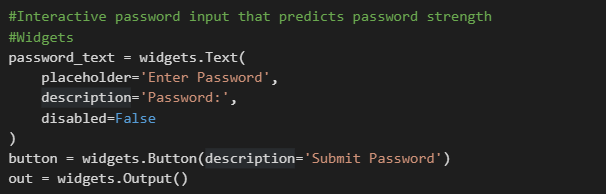 #Interactive password input that predicts password strength
#Widgets
password_text = widgets.Text(
    placeholder='Enter Password',
    description='Password:',
    disabled=False
)
button = widgets.Button(description='Submit Password')
out = widgets.Output()